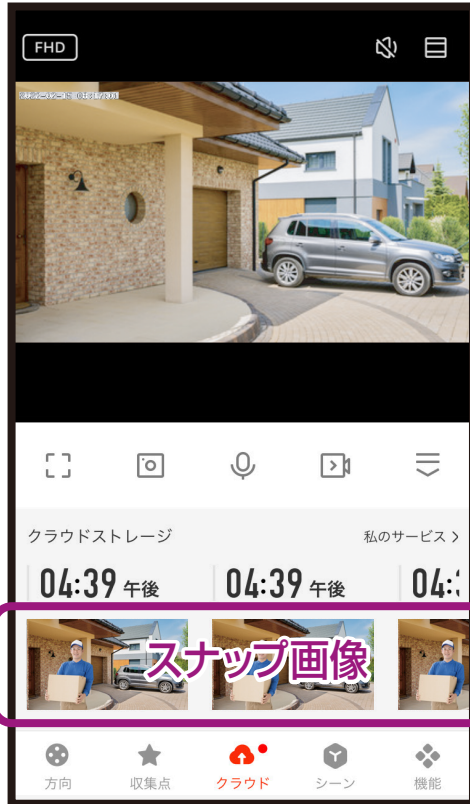 FHD
クラウドストレージ
私のサービス
04:39 午後
04:39 午後
スナップ画像
方向
収集点
クラウド
シーン
機能